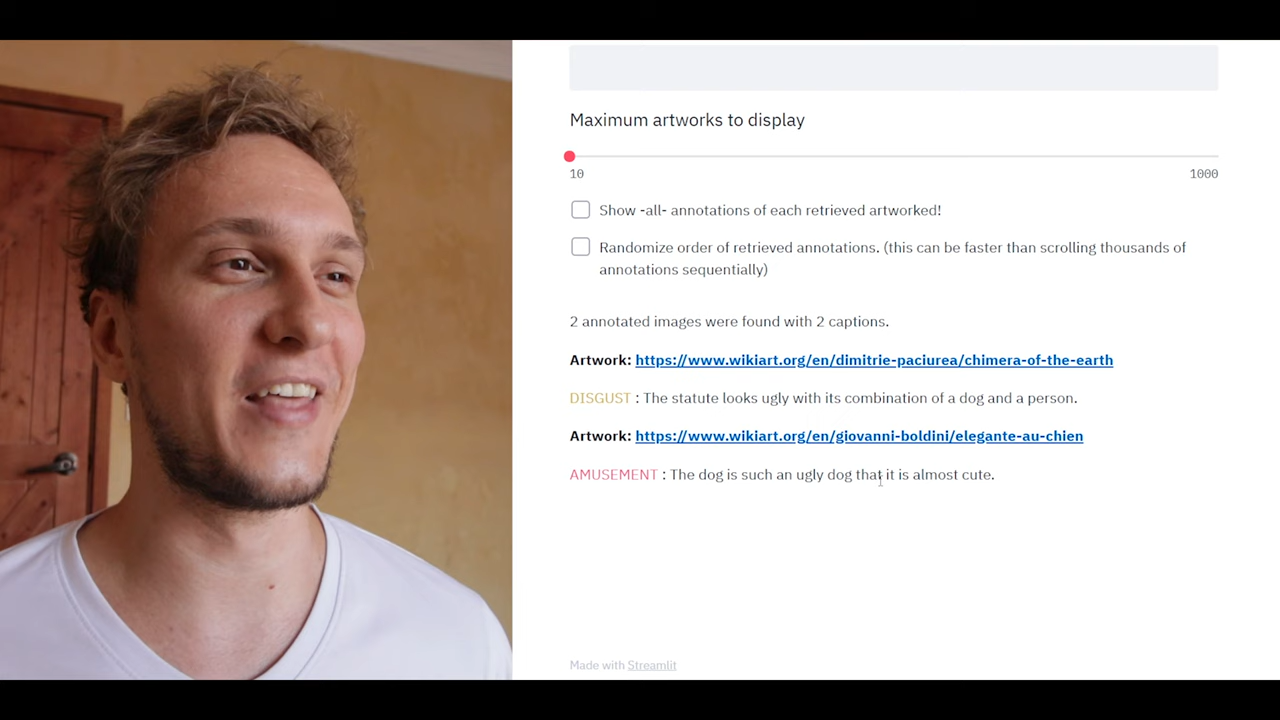 Maximum artworks to display
10 1000
Show -all- annotations of each retrieved artworked!
Randomize order of retrieved annotations. (this can be faster than scrolling thousands of
annotations sequentially)
2 annotated images were found with 2 captions.
Artwork: https://www.wikiart.org/en/dimitrie-paciurea/chimera-of-the-earth
DISGUST : The statute looks ugly with its combination of a dog and a person.
Artwork: https://www.wikiart.org/en/giovanni-boldini/elegante-au-chien
AMUSEMENT : The dog is such an ugly dog that it is almost cute.
Made with Streamlit